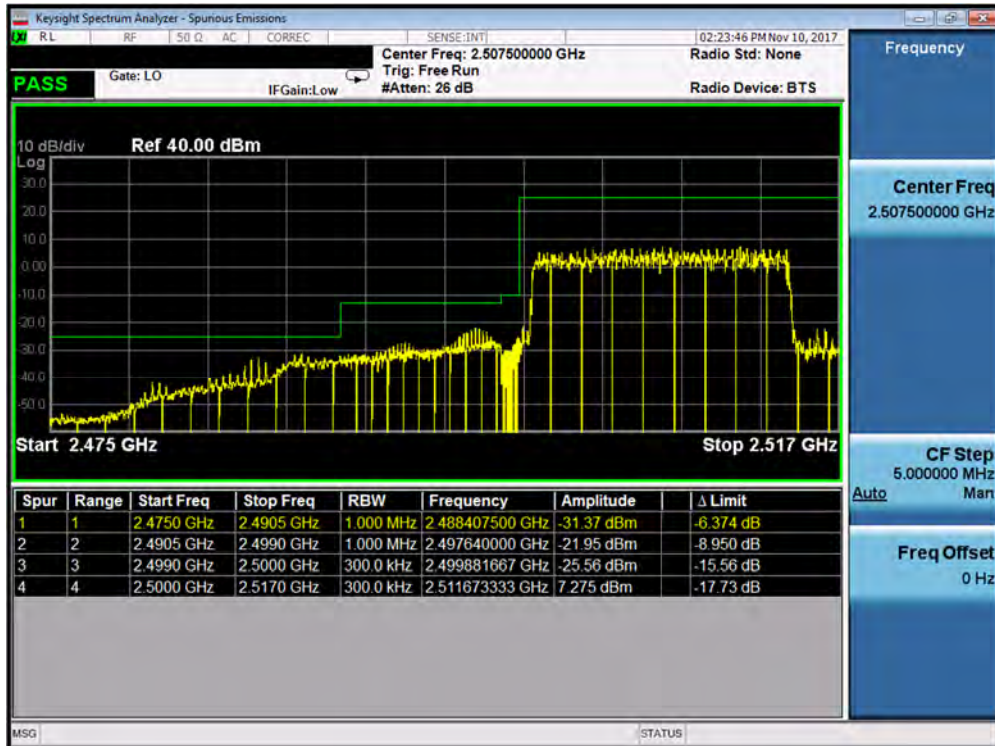 Keysight Spectrum Analyzer - Spurious Emissions
LXI RL RF 50 Ω AC CORREC SENSE:INT 02:23:46 PM Nov 10, 2017
Center Freq: 2.507500000 GHz Radio Std: None
PASS Gate: LO Trig: Free Run
IFGain:Low #Atten: 26 dB Radio Device: BTS
10 dB/div Ref 40.00 dBm
Log
30.0
20.0
10.0
0.00
-10.0
-20.0
-30.0
-40.0
-50.0
Start 2.475 GHz Stop 2.517 GHz
Spur Range Start Freq Stop Freq RBW Frequency Amplitude Δ Limit
1 1 2.4750 GHz 2.4905 GHz 1.000 MHz 2.488407500 GHz -31.37 dBm -6.374 dB
2 2 2.4905 GHz 2.4990 GHz 1.000 MHz 2.497640000 GHz -21.95 dBm -8.950 dB
3 3 2.4990 GHz 2.5000 GHz 300.0 kHz 2.499881667 GHz -25.56 dBm -15.56 dB
4 4 2.5000 GHz 2.5170 GHz 300.0 kHz 2.511673333 GHz 7.275 dBm -17.73 dB
Frequency
Center Freq
2.507500000 GHz
CF Step
5.000000 MHz
Auto Man
Freq Offset
0 Hz
MSG STATUS